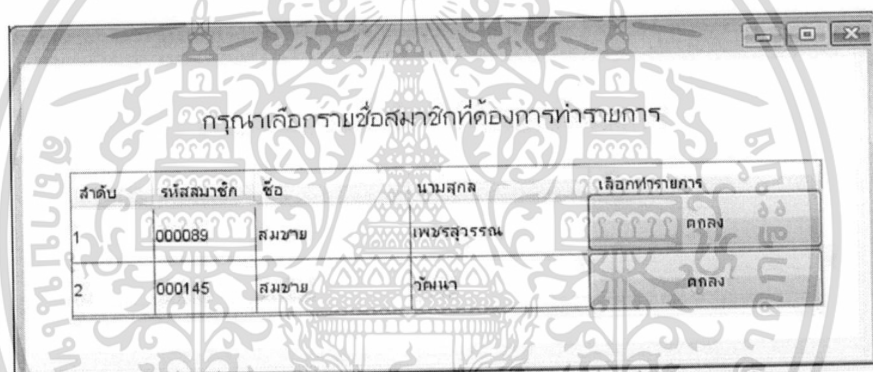 กรุณาเลือกรายชื่อสมาชิกที่ต้องการทำรายการ
ลำดับ รหัสสมาชิก ชื่อ นามสกุล เลือกทำรายการ
1 000089 สมชาย เพชรสุวรรณ ตกลง
2 000145 สมชาย วัฒนา ตกลง